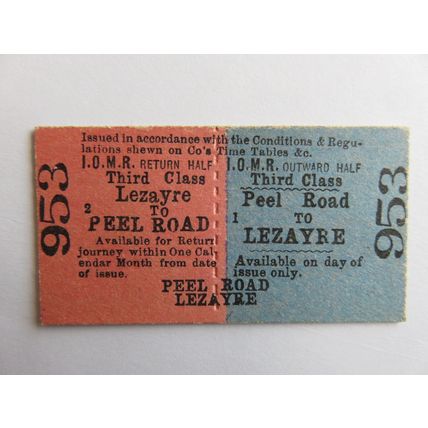 Issued in accordance with the Conditions & Regu-
lations shewn on Co's Time Tables &c.
I.O.M.R. RETURN HALF
Third Class
Lezayre
2 TO
PEEL ROAD
Available for Return
journey within One Cal-
endar Month from date
of issue.
I.O.M.R. OUTWARD HALF
Third Class
Peel Road
1 TO
LEZAYRE
Available on day of
issue only.
PEEL ROAD
LEZAYRE
953
953